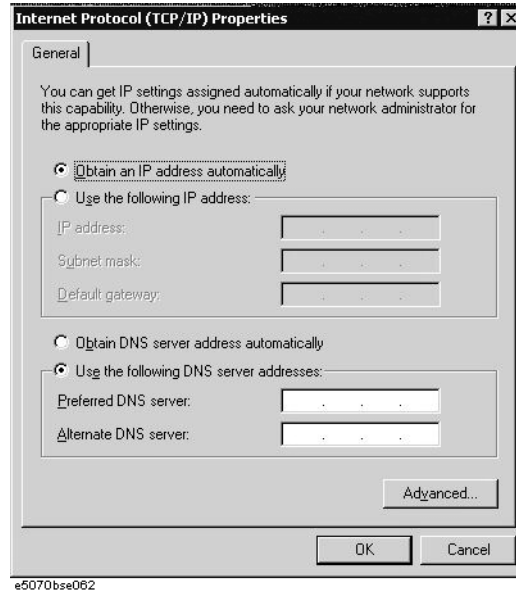 Internet Protocol (TCP/IP) Properties
General
You can get IP settings assigned automatically if your network supports
this capability. Otherwise, you need to ask your network administrator for
the appropriate IP settings.
Obtain an IP address automatically
Use the following IP address:
IP address:
Subnet mask:
Default gateway:
Obtain DNS server address automatically
Use the following DNS server addresses:
Preferred DNS server:
Alternate DNS server:
Advanced...
OK Cancel
e5070bse062